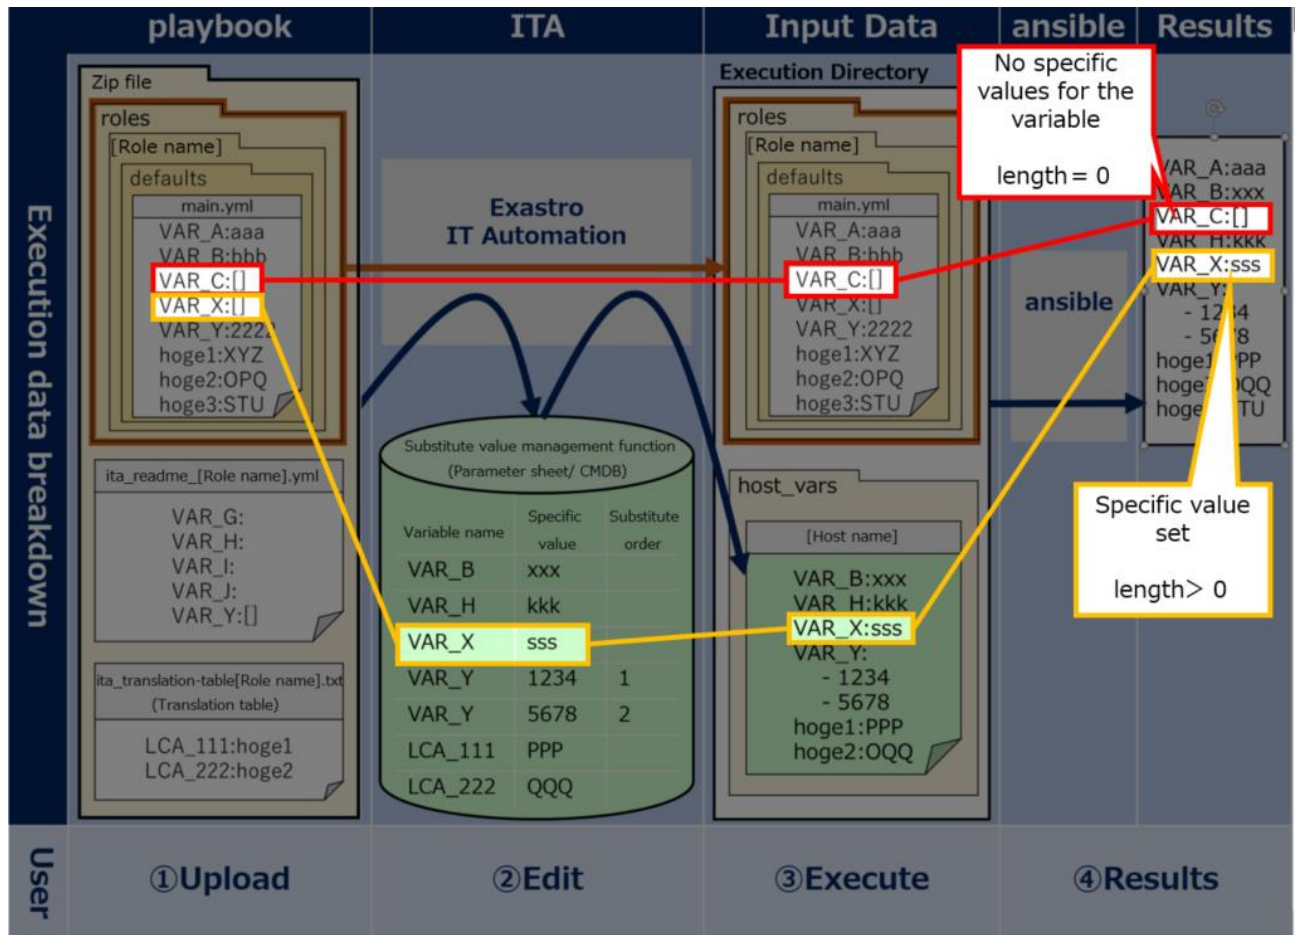 playbook
ITA
Input Data
ansible
Results
Execution data breakdown
Zip file
roles
[Role name]
defaults
main.yml
VAR_A:aaa
VAR_B:bbb
VAR_C:[]
VAR_X:[]
VAR_Y:2222
hoge1:XYZ
hoge2:OPQ
hoge3:STU
ita_readme_[Role name].yml
VAR_G:
VAR_H:
VAR_I:
VAR_J:
VAR_Y:[]
ita_translation-table[Role name].txt
(Translation table)
LCA_111:hoge1
LCA_222:hoge2
Exastro
IT Automation
Substitute value management function
(Parameter sheet/ CMDB)
Variable name Specific value Substitute order
VAR_B xxx
VAR_H kkk
VAR_X sss
VAR_Y 1234 1
VAR_Y 5678 2
LCA_111 PPP
LCA_222 QQQ
Execution Directory
roles
[Role name]
defaults
main.yml
VAR_A:aaa
VAR_B:bbb
VAR_C:[]
VAR_X:[]
VAR_Y:2222
hoge1:XYZ
hoge2:OPQ
hoge3:STU
host_vars
[Host name]
VAR_B:xxx
VAR_H:kkk
VAR_X:sss
VAR_Y:
- 1234
- 5678
hoge1:PPP
hoge2:OQQ
ansible
No specific
values for the
variable
length = 0
VAR_A:aaa
VAR_B:xxx
VAR_C:[]
VAR_H:kkk
VAR_X:sss
VAR_Y:
- 1234
- 5678
Specific value
set
length> 0
User
①Upload
②Edit
③Execute
④Results